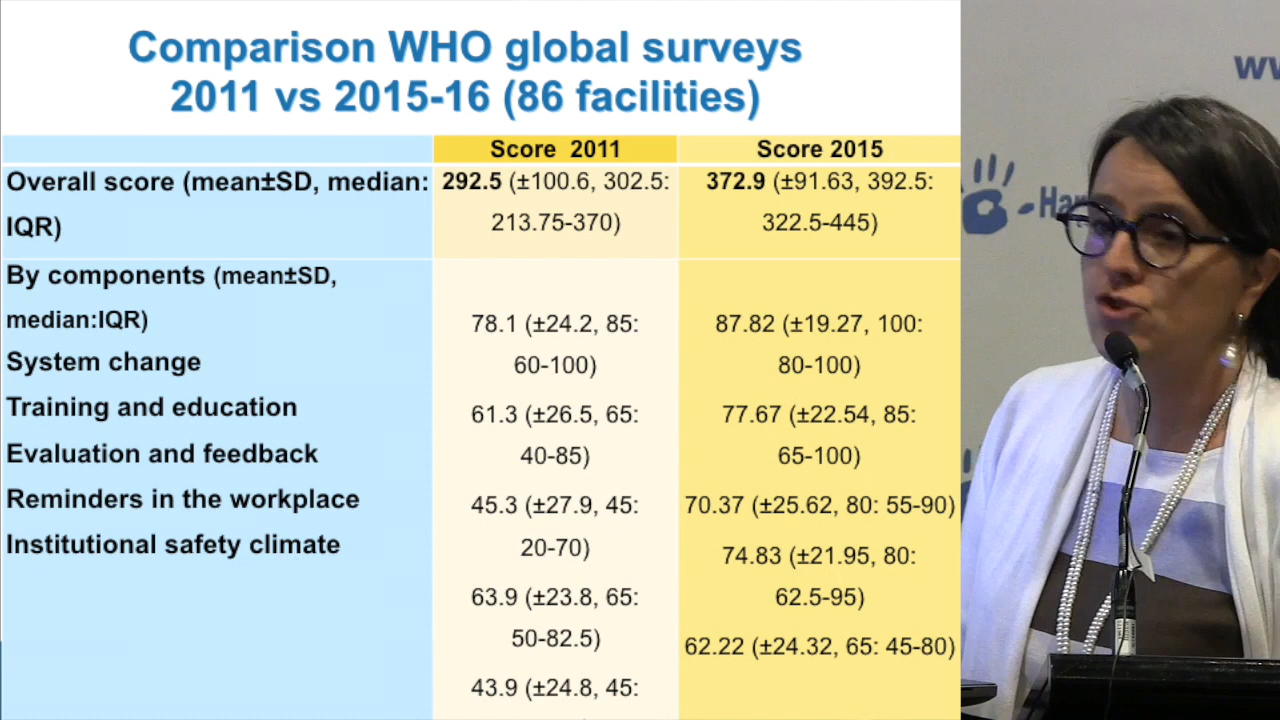 Comparison WHO global surveys
2011 vs 2015-16 (86 facilities)
Score 2011
Score 2015
Overall score (mean±SD, median:
IQR)
292.5 (±100.6, 302.5:
213.75-370)
372.9 (±91.63, 392.5:
322.5-445)
By components (mean±SD,
median:IQR)
System change
Training and education
Evaluation and feedback
Reminders in the workplace
Institutional safety climate
78.1 (±24.2, 85:
60-100)
61.3 (±26.5, 65:
40-85)
45.3 (±27.9, 45:
20-70)
63.9 (±23.8, 65:
50-82.5)
43.9 (±24.8, 45:
87.82 (±19.27, 100:
80-100)
77.67 (±22.54, 85:
65-100)
70.37 (±25.62, 80: 55-90)
74.83 (±21.95, 80:
62.5-95)
62.22 (±24.32, 65: 45-80)